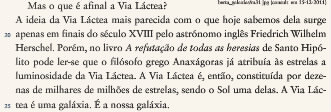 beta_galaxlactea31.jpg (consult. em 15-12-2014)
Mas o que é afinal a Via Láctea?
A ideia da Via Láctea mais parecida com o que hoje sabemos dela surge
30 apenas em finais do século XVIII pelo astrónomo inglês Friedrich Wilhelm
Herschel. Porém, no livro A refutação de todas as heresias de Santo Hipó-
lito pode ler-se que o filósofo grego Anaxágoras já atribuía às estrelas a
luminosidade da Via Láctea. A Via Láctea é, então, constituída por deze-
nas de milhares de milhões de estrelas, sendo o Sol uma delas. A Via Lác-
35 tea é uma galáxia. É a nossa galáxia.